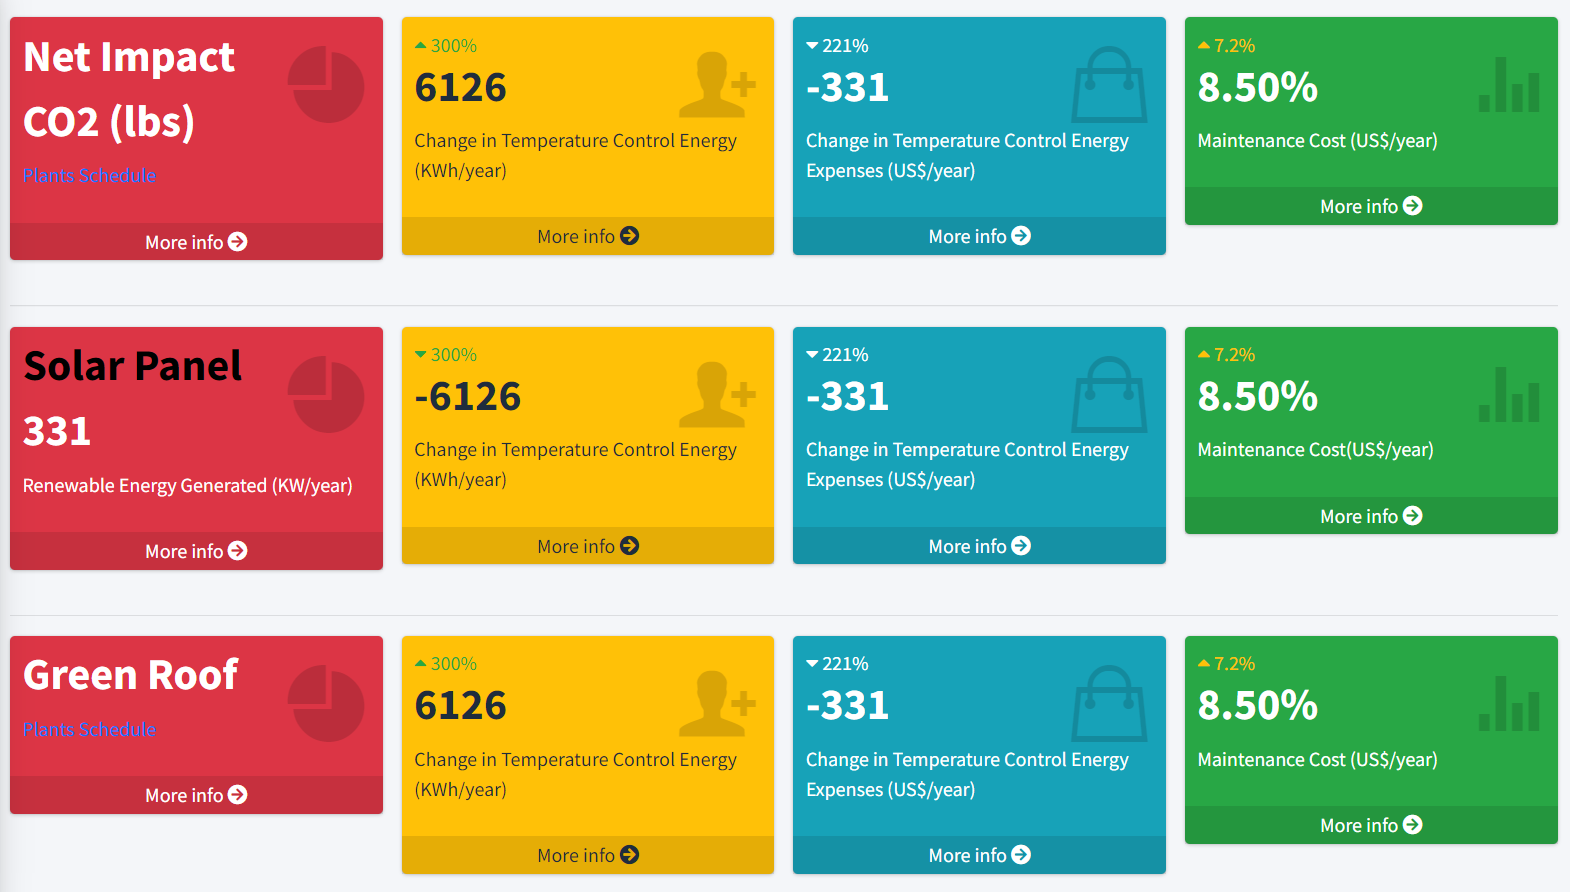 Net Impact
CO2 (lbs)
Plants Schedule
More info
300%
6126
Change in Temperature Control Energy
(KWh/year)
More info
221%
-331
Change in Temperature Control Energy
Expenses (US$/year)
More info
7.2%
8.50%
Maintenance Cost (US$/year)
More info
Solar Panel
331
Renewable Energy Generated (KW/year)
More info
300%
-6126
Change in Temperature Control Energy
(KWh/year)
More info
221%
-331
Change in Temperature Control Energy
Expenses (US$/year)
More info
7.2%
8.50%
Maintenance Cost(US$/year)
More info
Green Roof
Plants Schedule
More info
300%
6126
Change in Temperature Control Energy
(KWh/year)
More info
221%
-331
Change in Temperature Control Energy
Expenses (US$/year)
More info
7.2%
8.50%
Maintenance Cost (US$/year)
More info